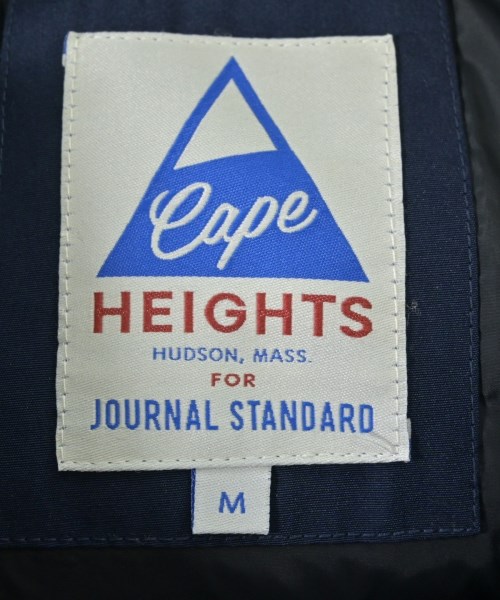 Cape
HEIGHTS
HUDSON, MASS.
FOR
JOURNAL STANDARD
M